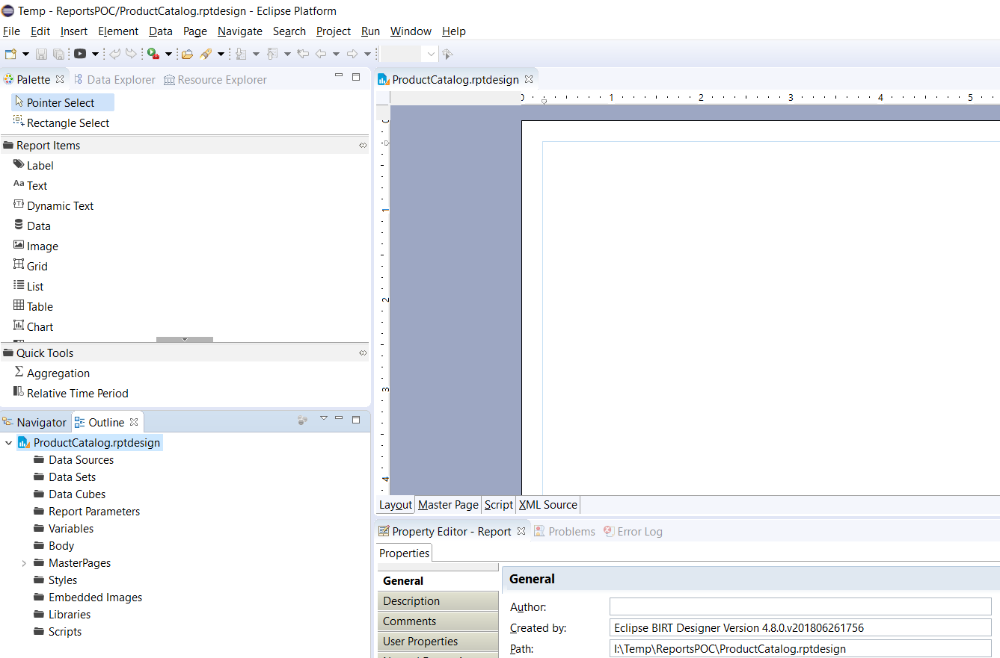 Temp - ReportsPOC/ProductCatalog.rptdesign - Eclipse Platform
File Edit Insert Element Data Page Navigate Search Project Run Window Help
Palette Data Explorer Resource Explorer
Pointer Select
Rectangle Select
Report Items
Label
Aa Text
Dynamic Text
Data
Image
Grid
List
Table
Chart
Quick Tools
Σ Aggregation
Relative Time Period
Navigator Outline
ProductCatalog.rptdesign
Data Sources
Data Sets
Data Cubes
Report Parameters
Variables
Body
MasterPages
Styles
Embedded Images
Libraries
Scripts
ProductCatalog.rptdesign
0 1 2 3 4 5
0
1
2
3
4
Layout Master Page Script XML Source
Property Editor - Report Problems Error Log
Properties
General
Description
Comments
User Properties
General
Author:
Created by: Eclipse BIRT Designer Version 4.8.0.v201806261756
Path: I:\Temp\ReportsPOC\ProductCatalog.rptdesign